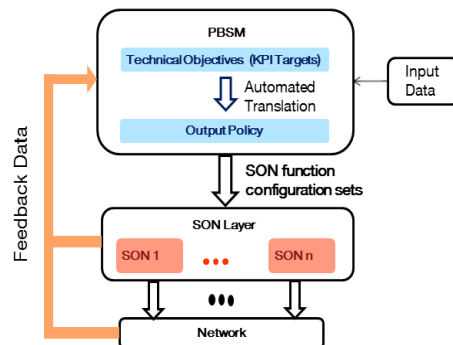 PBSM
Technical Objectives (KPI Targets)
Automated
Translation
Output Policy
Input
Data
SON function
configuration sets
SON Layer
SON 1
SON n
Network
Feedback Data